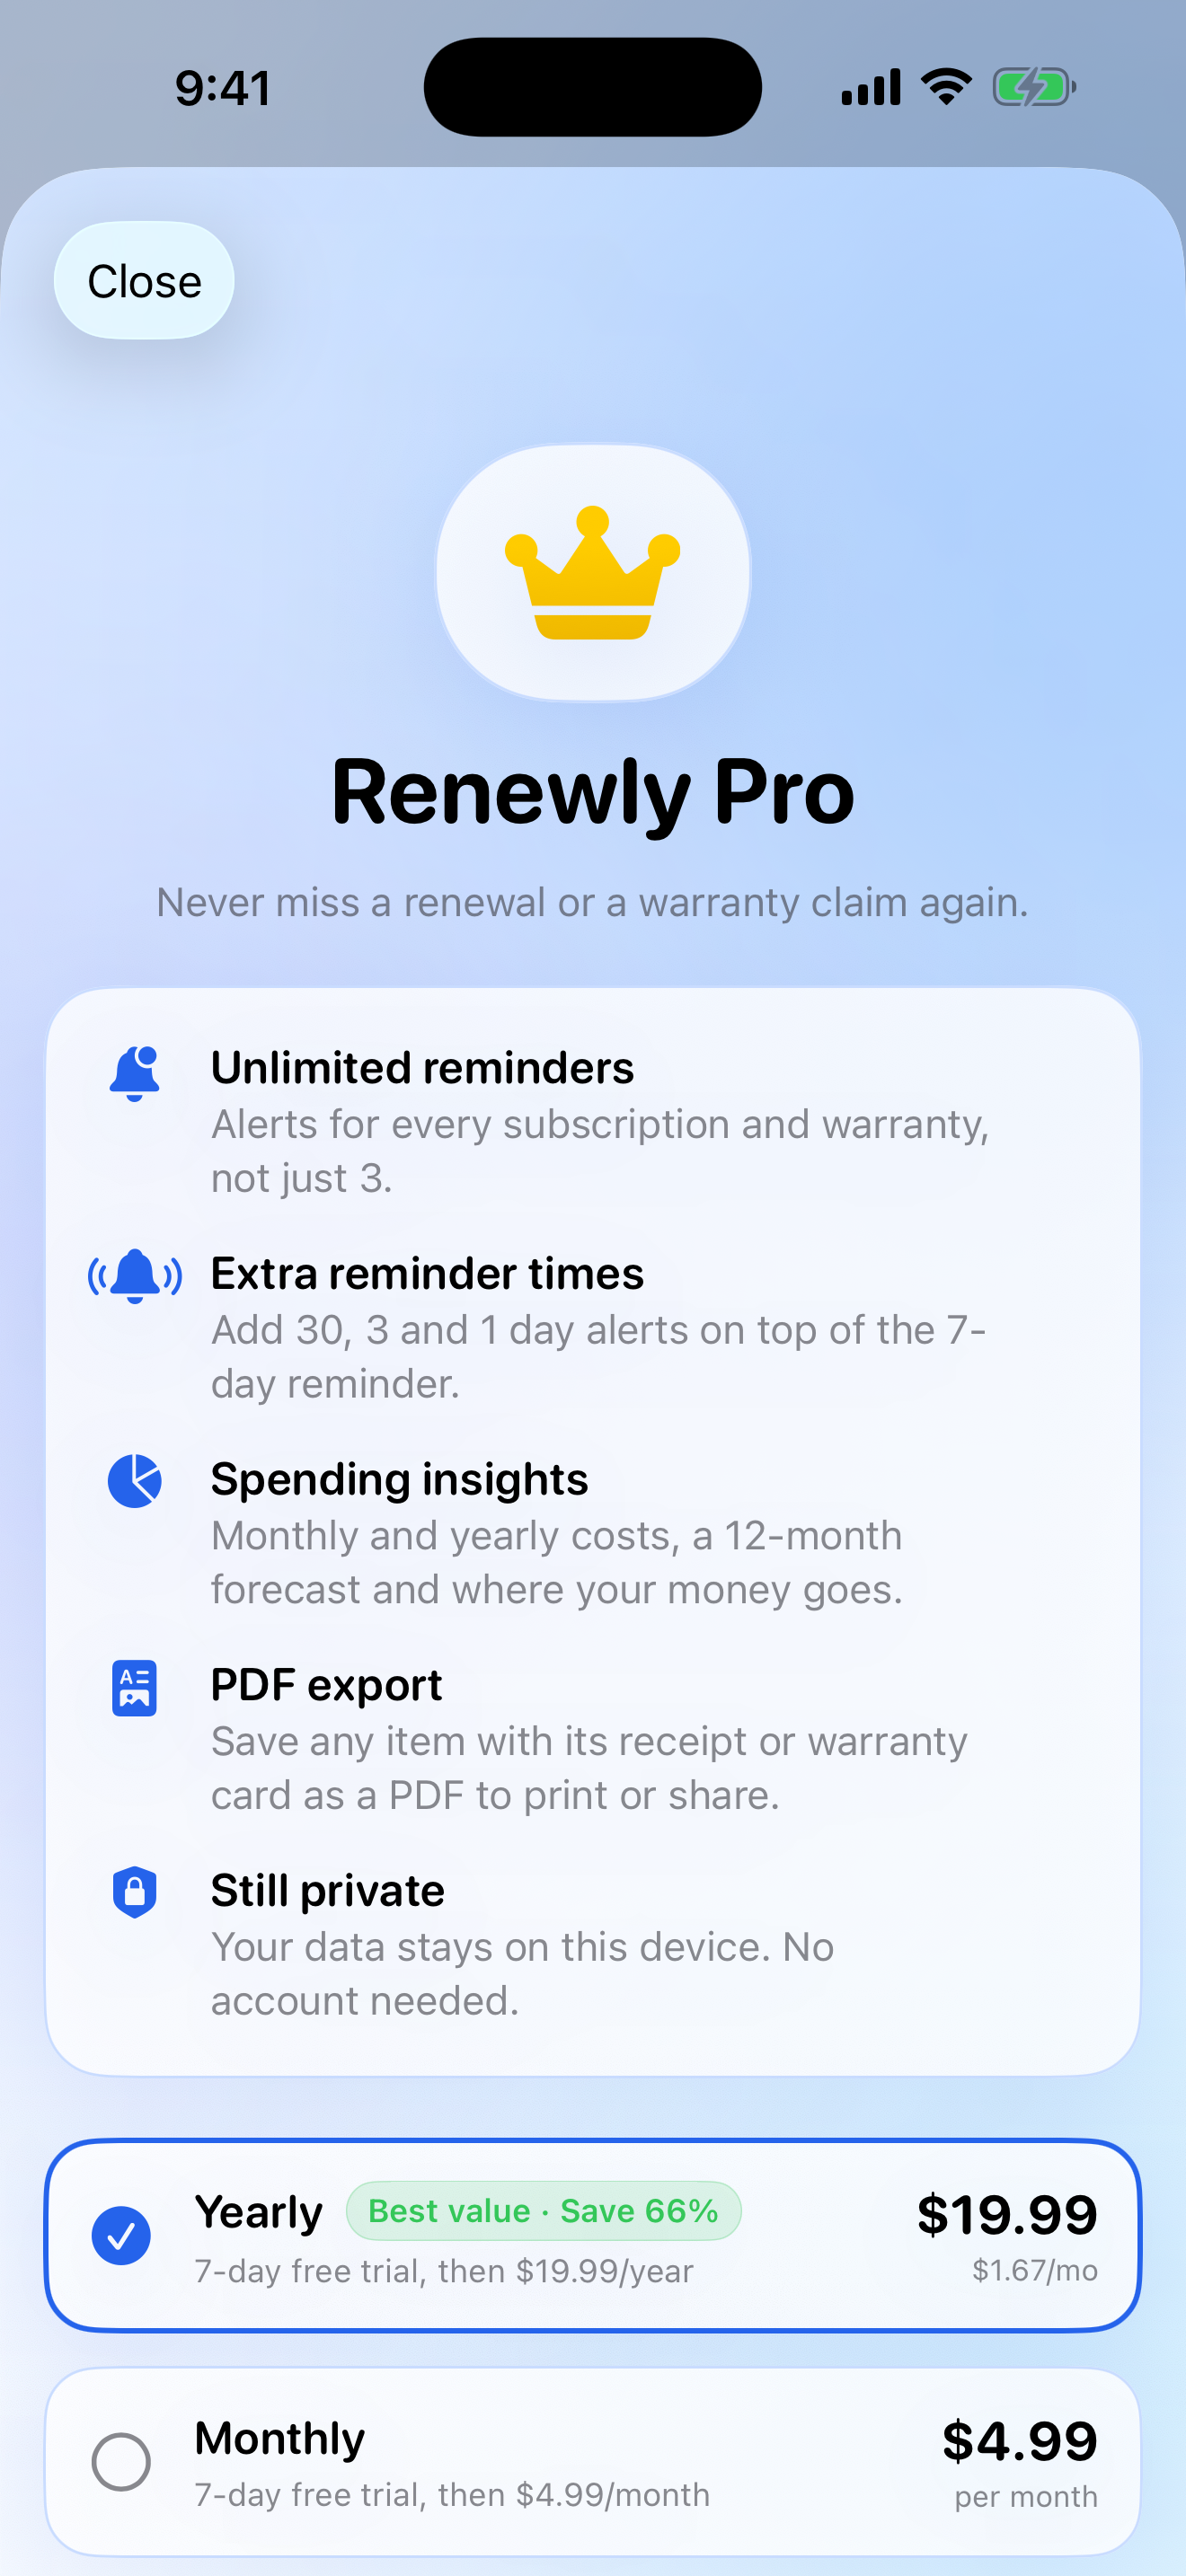 9:41
Close
Renewly Pro
Never miss a renewal or a warranty claim again.
Unlimited reminders
Alerts for every subscription and warranty,
not just 3.
Extra reminder times
Add 30, 3 and 1 day alerts on top of the 7-
day reminder.
Spending insights
Monthly and yearly costs, a 12-month
forecast and where your money goes.
PDF export
Save any item with its receipt or warranty
card as a PDF to print or share.
Still private
Your data stays on this device. No
account needed.
Yearly Best value · Save 66% $19.99
7-day free trial, then $19.99/year $1.67/mo
Monthly $4.99
7-day free trial, then $4.99/month per month